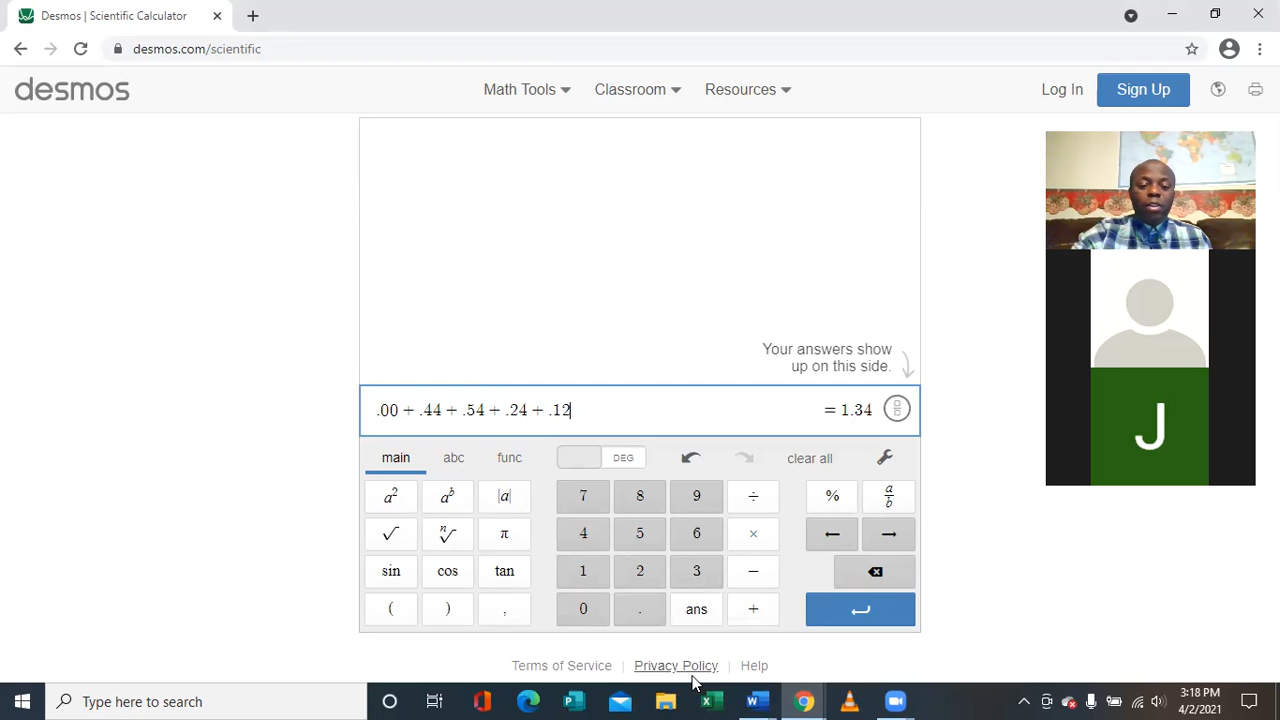 Desmos | Scientific Calculator
desmos.com/scientific
desmos
Math Tools Classroom Resources Log In Sign Up
Your answers show
up on this side.
.00 + .44 + .54 + .24 + .12 = 1.34
main abc func DEG clear all
a² aᵇ |a| 7 8 9 ÷ % a/b
√ ⁿ√ π 4 5 6 × ← →
sin cos tan 1 2 3 −
( ) , 0 . ans +
J
Terms of Service | Privacy Policy | Help
Type here to search
3:18 PM
4/2/2021